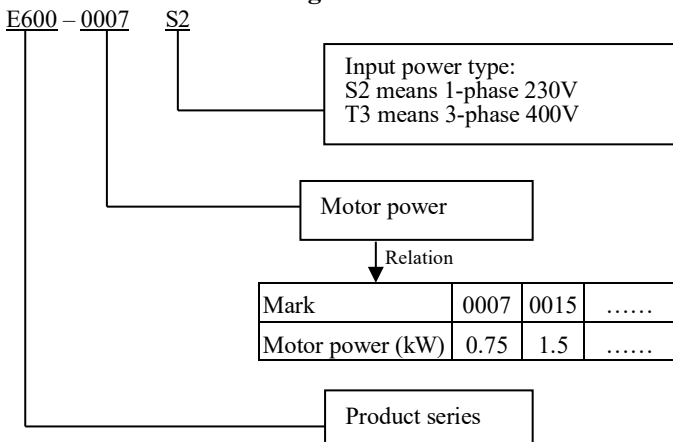 E600 – 0007 S2
Input power type:
S2 means 1-phase 230V
T3 means 3-phase 400V
Motor power
Relation
Mark 0007 0015 ……
Motor power (kW) 0.75 1.5 ……
Product series